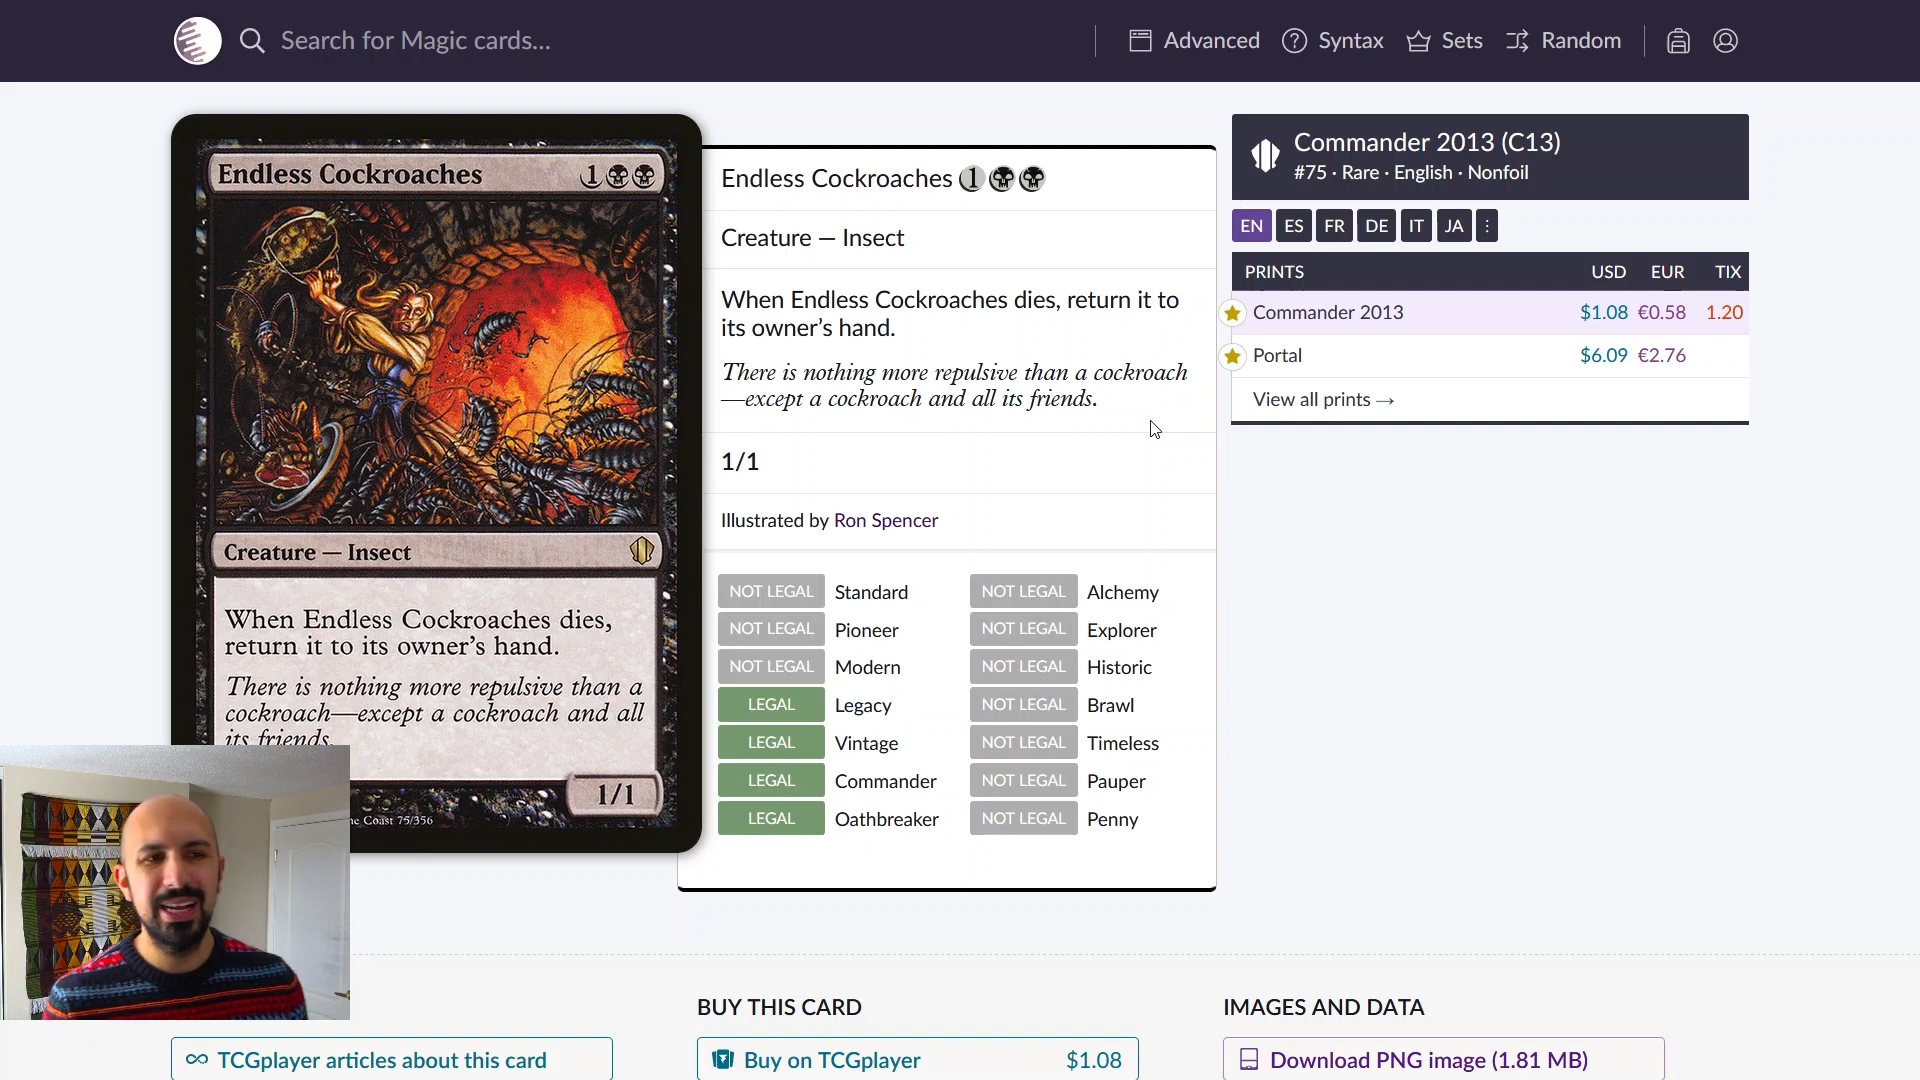 Search for Magic cards...
Advanced
Syntax
Sets
Random
Endless Cockroaches 1
Creature — Insect
When Endless Cockroaches dies,
return it to its owner's hand.
There is nothing more repulsive than a
cockroach—except a cockroach and all
its friends.
1/1
ne Coast 75/356
Endless Cockroaches 1
Creature — Insect
When Endless Cockroaches dies, return it to
its owner's hand.
There is nothing more repulsive than a cockroach
—except a cockroach and all its friends.
1/1
Illustrated by Ron Spencer
NOT LEGAL Standard NOT LEGAL Alchemy
NOT LEGAL Pioneer NOT LEGAL Explorer
NOT LEGAL Modern NOT LEGAL Historic
LEGAL Legacy NOT LEGAL Brawl
LEGAL Vintage NOT LEGAL Timeless
LEGAL Commander NOT LEGAL Pauper
LEGAL Oathbreaker NOT LEGAL Penny
Commander 2013 (C13)
#75 · Rare · English · Nonfoil
EN ES FR DE IT JA
PRINTS USD EUR TIX
Commander 2013 $1.08 €0.58 1.20
Portal $6.09 €2.76
View all prints →
TCGplayer articles about this card
BUY THIS CARD
Buy on TCGplayer $1.08
IMAGES AND DATA
Download PNG image (1.81 MB)